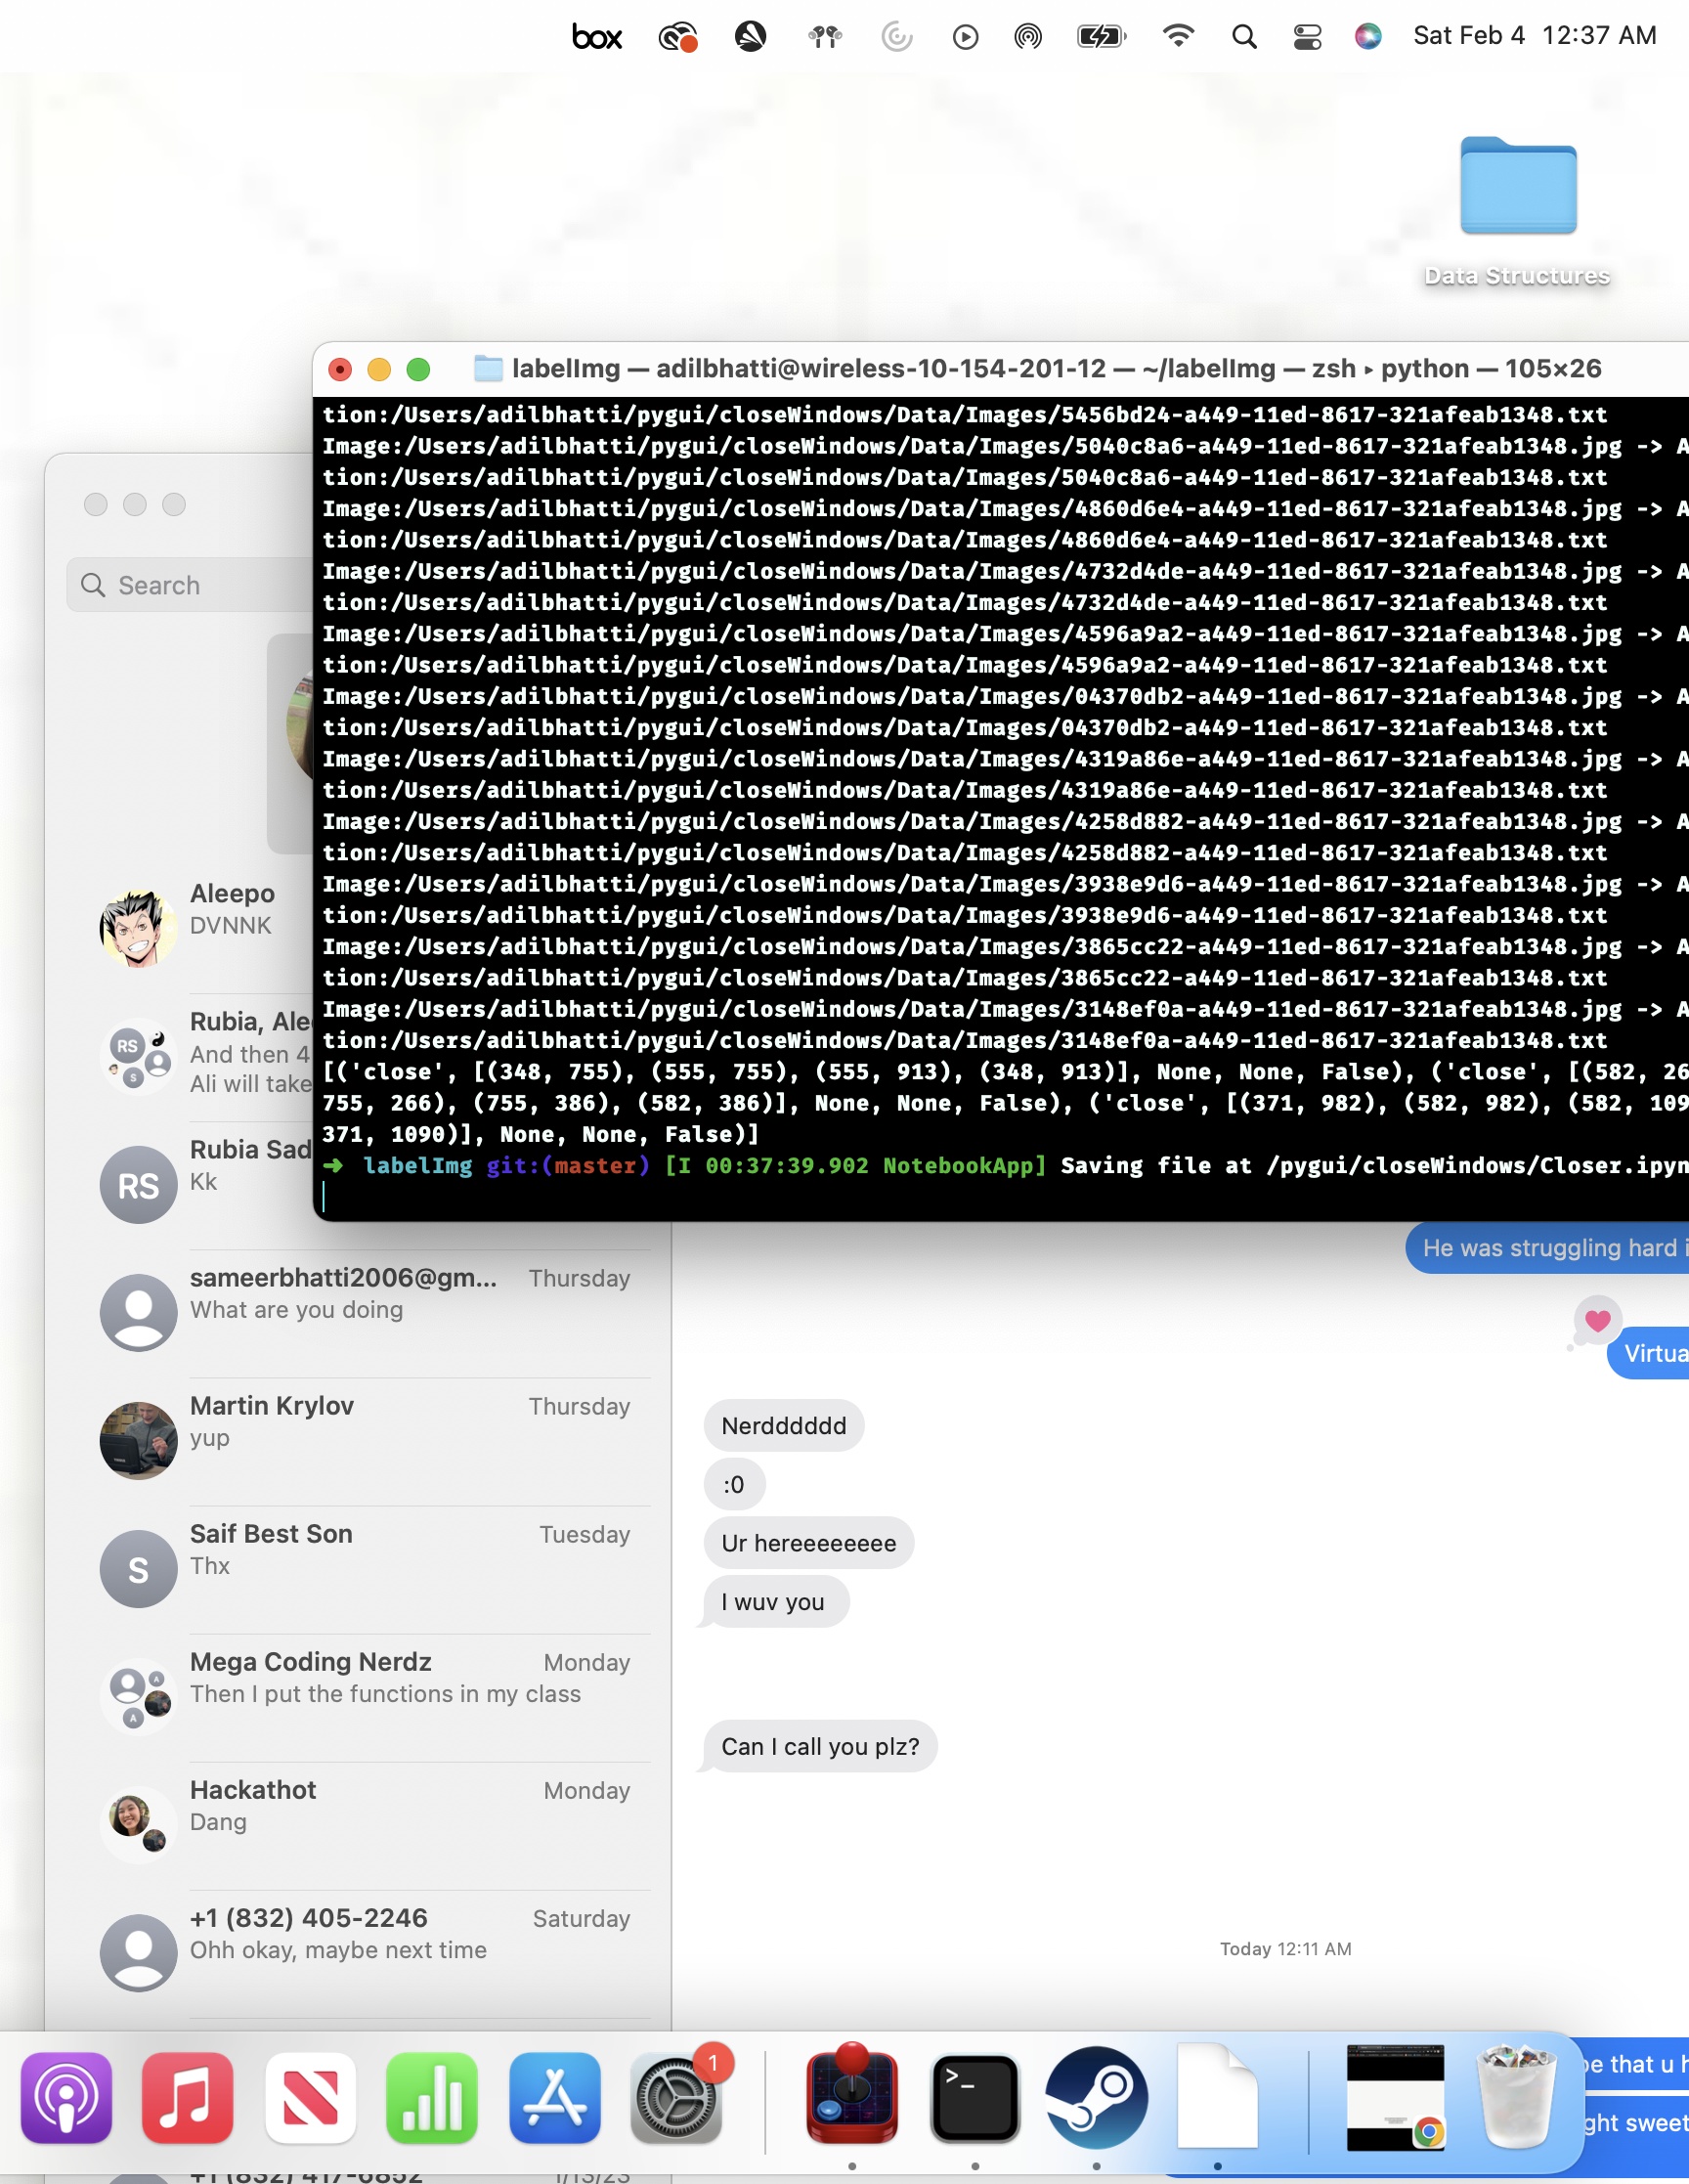 box
Sat Feb 4 12:37 AM
Data Structures
labelImg — adilbhatti@wireless-10-154-201-12 — ~/labelImg — zsh ▸ python — 105×26
tion:/Users/adilbhatti/pygui/closeWindows/Data/Images/5456bd24-a449-11ed-8617-321afeab1348.txt
Image:/Users/adilbhatti/pygui/closeWindows/Data/Images/5040c8a6-a449-11ed-8617-321afeab1348.jpg -> A
tion:/Users/adilbhatti/pygui/closeWindows/Data/Images/5040c8a6-a449-11ed-8617-321afeab1348.txt
Image:/Users/adilbhatti/pygui/closeWindows/Data/Images/4860d6e4-a449-11ed-8617-321afeab1348.jpg -> A
tion:/Users/adilbhatti/pygui/closeWindows/Data/Images/4860d6e4-a449-11ed-8617-321afeab1348.txt
Image:/Users/adilbhatti/pygui/closeWindows/Data/Images/4732d4de-a449-11ed-8617-321afeab1348.jpg -> A
tion:/Users/adilbhatti/pygui/closeWindows/Data/Images/4732d4de-a449-11ed-8617-321afeab1348.txt
Image:/Users/adilbhatti/pygui/closeWindows/Data/Images/4596a9a2-a449-11ed-8617-321afeab1348.jpg -> A
tion:/Users/adilbhatti/pygui/closeWindows/Data/Images/4596a9a2-a449-11ed-8617-321afeab1348.txt
Image:/Users/adilbhatti/pygui/closeWindows/Data/Images/04370db2-a449-11ed-8617-321afeab1348.jpg -> A
tion:/Users/adilbhatti/pygui/closeWindows/Data/Images/04370db2-a449-11ed-8617-321afeab1348.txt
Image:/Users/adilbhatti/pygui/closeWindows/Data/Images/4319a86e-a449-11ed-8617-321afeab1348.jpg -> A
tion:/Users/adilbhatti/pygui/closeWindows/Data/Images/4319a86e-a449-11ed-8617-321afeab1348.txt
Image:/Users/adilbhatti/pygui/closeWindows/Data/Images/4258d882-a449-11ed-8617-321afeab1348.jpg -> A
tion:/Users/adilbhatti/pygui/closeWindows/Data/Images/4258d882-a449-11ed-8617-321afeab1348.txt
Image:/Users/adilbhatti/pygui/closeWindows/Data/Images/3938e9d6-a449-11ed-8617-321afeab1348.jpg -> A
tion:/Users/adilbhatti/pygui/closeWindows/Data/Images/3938e9d6-a449-11ed-8617-321afeab1348.txt
Image:/Users/adilbhatti/pygui/closeWindows/Data/Images/3865cc22-a449-11ed-8617-321afeab1348.jpg -> A
tion:/Users/adilbhatti/pygui/closeWindows/Data/Images/3865cc22-a449-11ed-8617-321afeab1348.txt
Image:/Users/adilbhatti/pygui/closeWindows/Data/Images/3148ef0a-a449-11ed-8617-321afeab1348.jpg -> A
tion:/Users/adilbhatti/pygui/closeWindows/Data/Images/3148ef0a-a449-11ed-8617-321afeab1348.txt
[('close', [(348, 755), (555, 755), (555, 913), (348, 913)], None, None, False), ('close', [(582, 26
755, 266), (755, 386), (582, 386)], None, None, False), ('close', [(371, 982), (582, 982), (582, 109
371, 1090)], None, None, False)]
➜ labelImg git:(master) [I 00:37:39.902 NotebookApp] Saving file at /pygui/closeWindows/Closer.ipyn
Search
Aleepo
DVNNK
Rubia, Ale
And then 4
Ali will take
RS
S
Rubia Sad
Kk
RS
sameerbhatti2006@gm...
Thursday
What are you doing
Martin Krylov
Thursday
yup
Saif Best Son
Tuesday
Thx
S
Mega Coding Nerdz
Monday
Then I put the functions in my class
A
A
Hackathot
Monday
Dang
+1 (832) 405-2246
Saturday
Ohh okay, maybe next time
He was struggling hard i
Virtua
Nerdddddd
:0
Ur hereeeeeeee
I wuv you
Can I call you plz?
Today 12:11 AM
pe that u h
ght sweet
1
>_
+1 (832) 417-6852
1/13/23